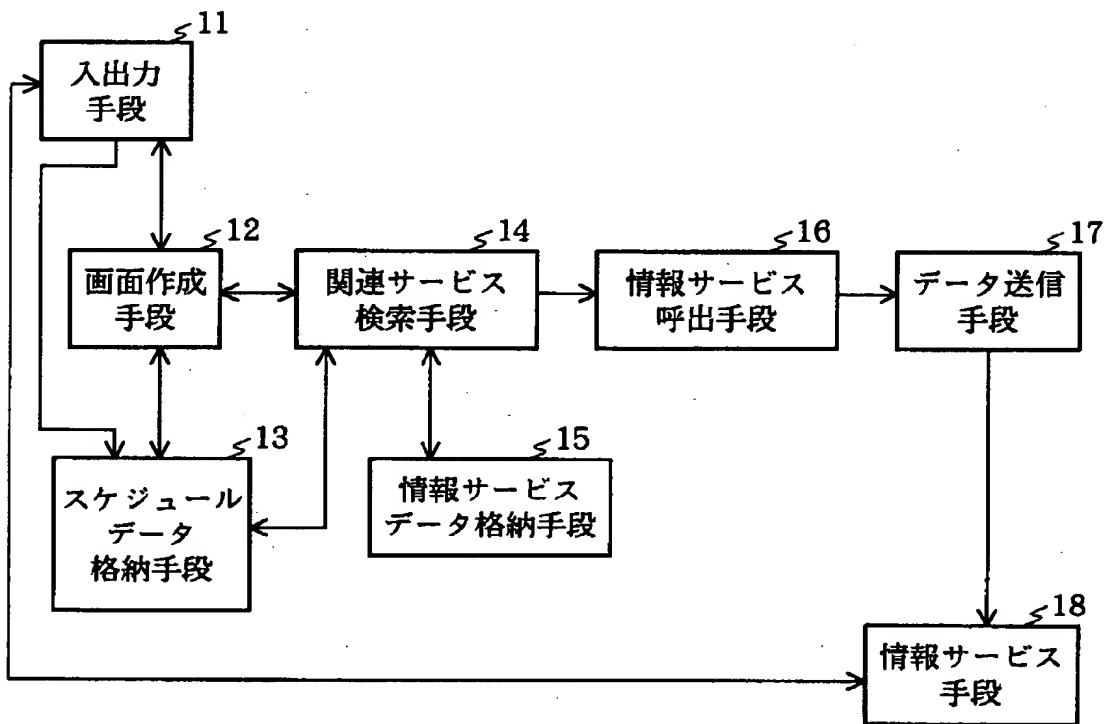 11
入出力
手段
12
画面作成
手段
14
関連サービス
検索手段
16
情報サービス
呼出手段
17
データ送信
手段
13
スケジュール
データ
格納手段
15
情報サービス
データ格納手段
18
情報サービス
手段